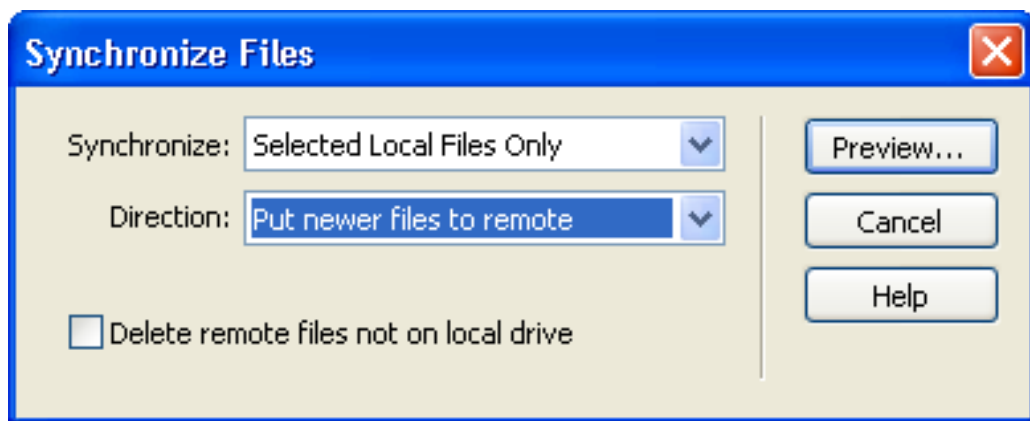 Synchronize Files
Synchronize: Selected Local Files Only
Preview...
Direction: Put newer files to remote
Cancel
Help
Delete remote files not on local drive